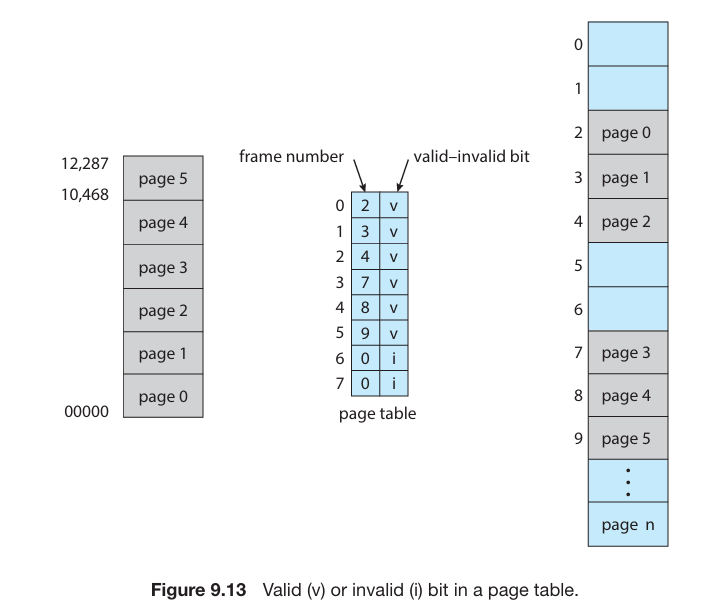 12,287
10,468
00000
page 5
page 4
page 3
page 2
page 1
page 0
frame number
valid–invalid bit
0 2 v
1 3 v
2 4 v
3 7 v
4 8 v
5 9 v
6 0 i
7 0 i
page table
0
1
2 page 0
3 page 1
4 page 2
5
6
7 page 3
8 page 4
9 page 5
page n
Figure 9.13 Valid (v) or invalid (i) bit in a page table.